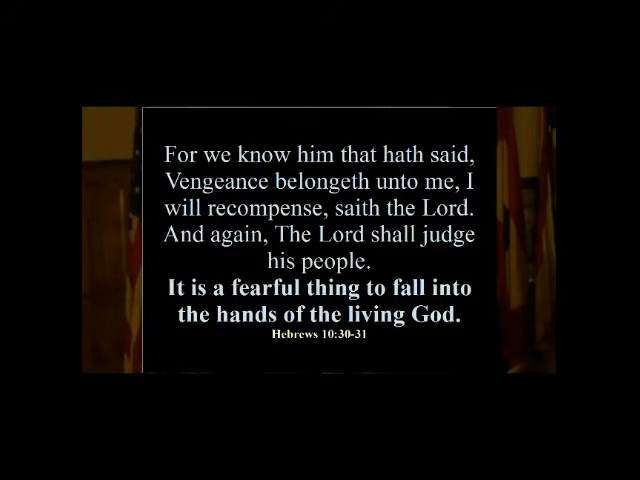 For we know him that hath said,
Vengeance belongeth unto me, I
will recompense, saith the Lord.
And again, The Lord shall judge
his people.
It is a fearful thing to fall into
the hands of the living God.
Hebrews 10:30-31